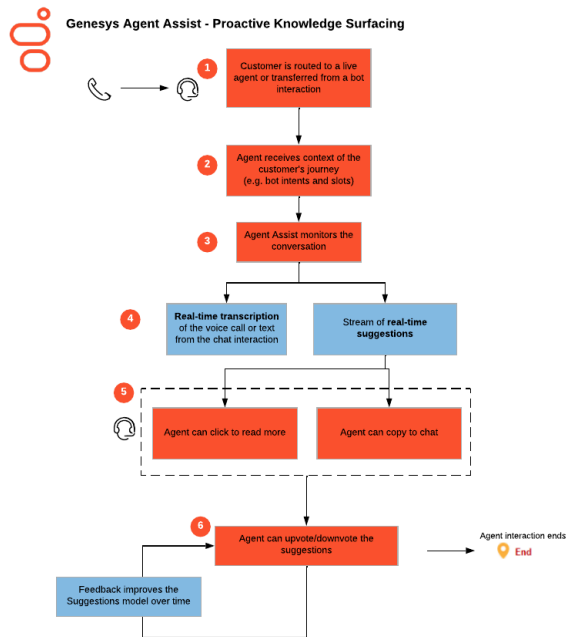 Genesys Agent Assist - Proactive Knowledge Surfacing
1
Customer is routed to a live
agent or transferred from a bot
interaction
2
Agent receives context of the
customer's journey
(e.g. bot intents and slots)
3
Agent Assist monitors the
conversation
4
Real-time transcription
of the voice call or text
from the chat interaction
Stream of real-time
suggestions
5
Agent can click to read more
Agent can copy to chat
6
Agent can upvote/downvote the
suggestions
Agent interaction ends
End
Feedback improves the
Suggestions model over time